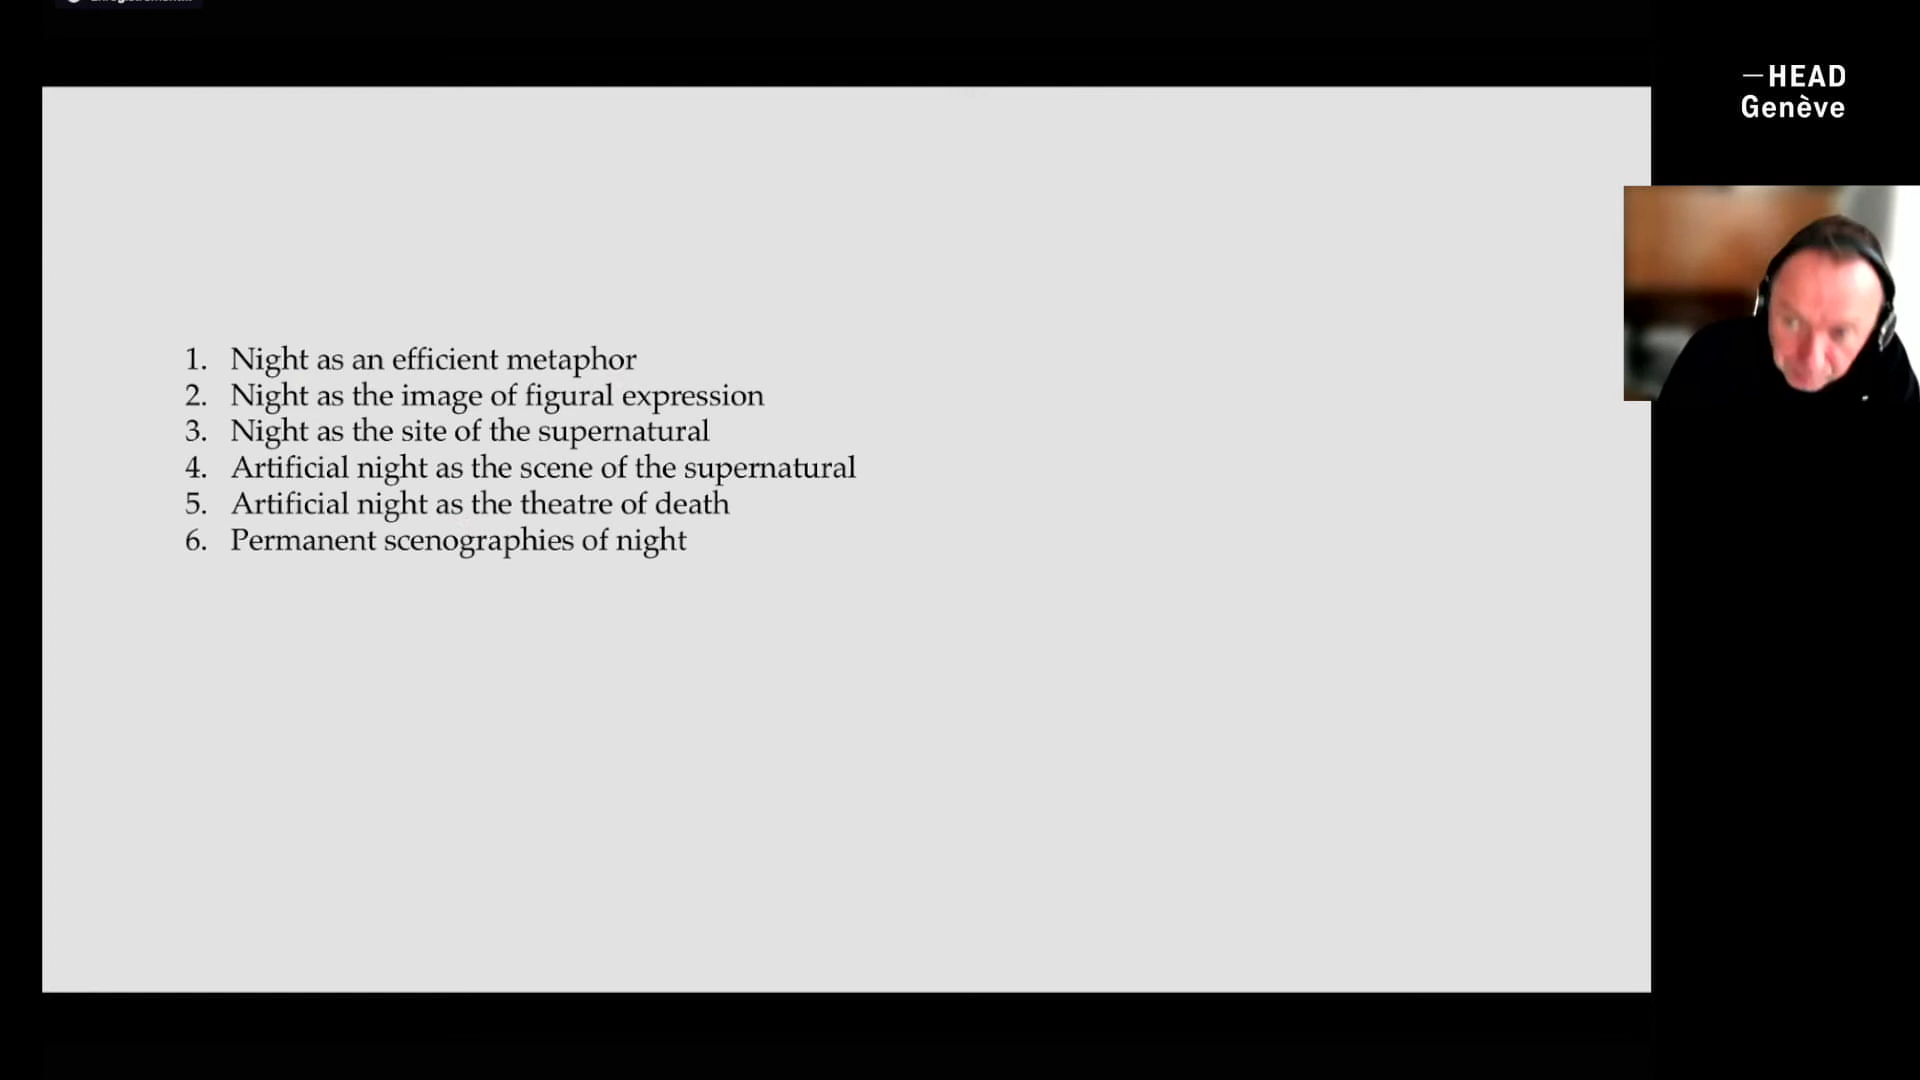 —HEAD
Genève
1. Night as an efficient metaphor
2. Night as the image of figural expression
3. Night as the site of the supernatural
4. Artificial night as the scene of the supernatural
5. Artificial night as the theatre of death
6. Permanent scenographies of night